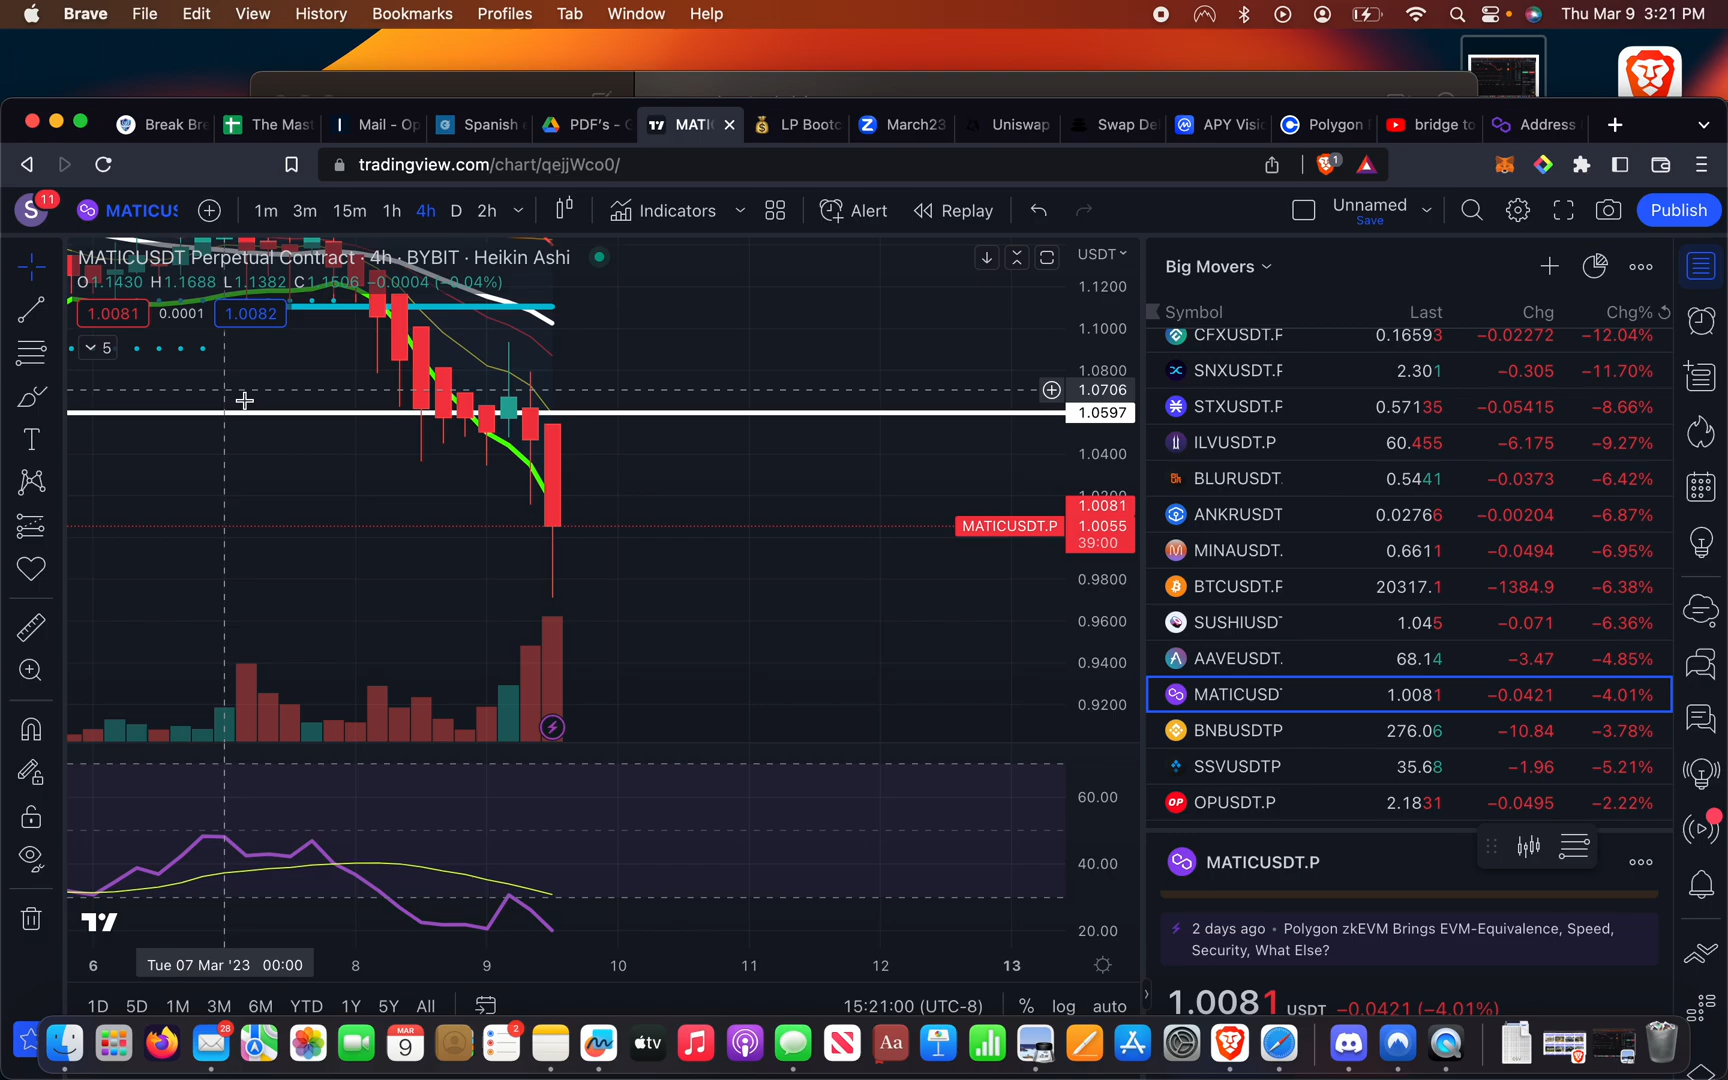 Brave File Edit View History Bookmarks Profiles Tab Window Help Thu Mar 9 3:21 PM
Break Bre The Mast Mail - Op Spanish PDF's - MATIC LP Bootc March23 Uniswap Swap De APY Visi Polygon bridge to Address
tradingview.com/chart/qejjWco0/ 1
S 11 MATICUS 1m 3m 15m 1h 4h D 2h Indicators Alert Replay Unnamed Save Publish
MATICUSDT Perpetual Contract · 4h · BYBIT · Heikin Ashi
O1.1430 H1.1688 L1.1382 C1.1506 −0.0004 (−0.04%)
1.0081 0.0001 1.0082
5
USDT
1.1200
1.1000
1.0800
1.0706
1.0597
1.0400
1.0200
1.0081
MATICUSDT.P 1.0055
39:00
0.9800
0.9600
0.9400
0.9200
60.00
40.00
20.00
6 Tue 07 Mar '23 00:00 8 9 10 11 12 13
1D 5D 1M 3M 6M YTD 1Y 5Y All 15:21:00 (UTC-8) % log auto
Big Movers
Symbol Last Chg Chg%
CFXUSDT.P 0.16593 −0.02272 −12.04%
SNXUSDT.P 2.301 −0.305 −11.70%
STXUSDT.P 0.57135 −0.05415 −8.66%
ILVUSDT.P 60.455 −6.175 −9.27%
BLURUSDT. 0.5441 −0.0373 −6.42%
ANKRUSDT 0.02766 −0.00204 −6.87%
MINAUSDT. 0.6611 −0.0494 −6.95%
BTCUSDT.P 20317.1 −1384.9 −6.38%
SUSHIUSDT 1.045 −0.071 −6.36%
AAVEUSDT. 68.14 −3.47 −4.85%
MATICUSDT 1.0081 −0.0421 −4.01%
BNBUSDTP 276.06 −10.84 −3.78%
SSVUSDTP 35.68 −1.96 −5.21%
OP OPUSDT.P 2.1831 −0.0495 −2.22%
MATICUSDT.P
2 days ago • Polygon zkEVM Brings EVM-Equivalence, Speed,
Security, What Else?
1.0081 USDT −0.0421 (−4.01%)
28 MAR 9 2 tv Aa